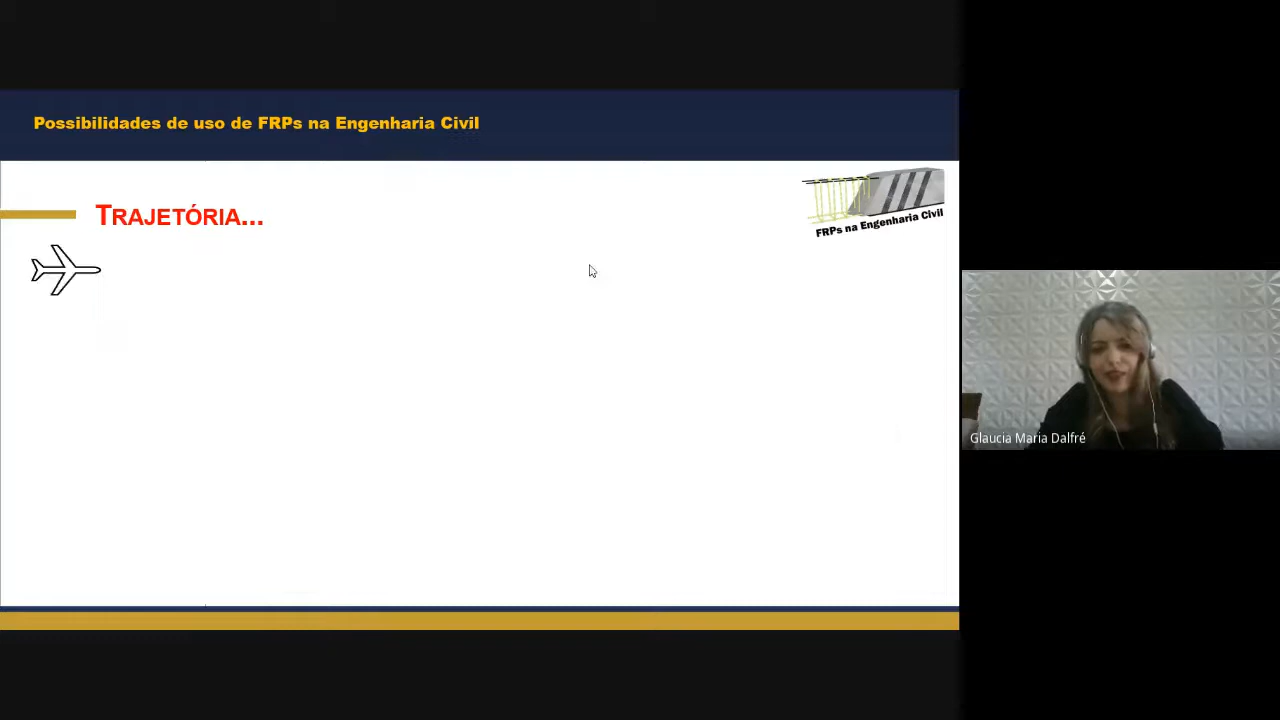 Possibilidades de uso de FRPs na Engenharia Civil
TRAJETÓRIA...
FRPs na Engenharia Civil
Glaucia Maria Dalfré